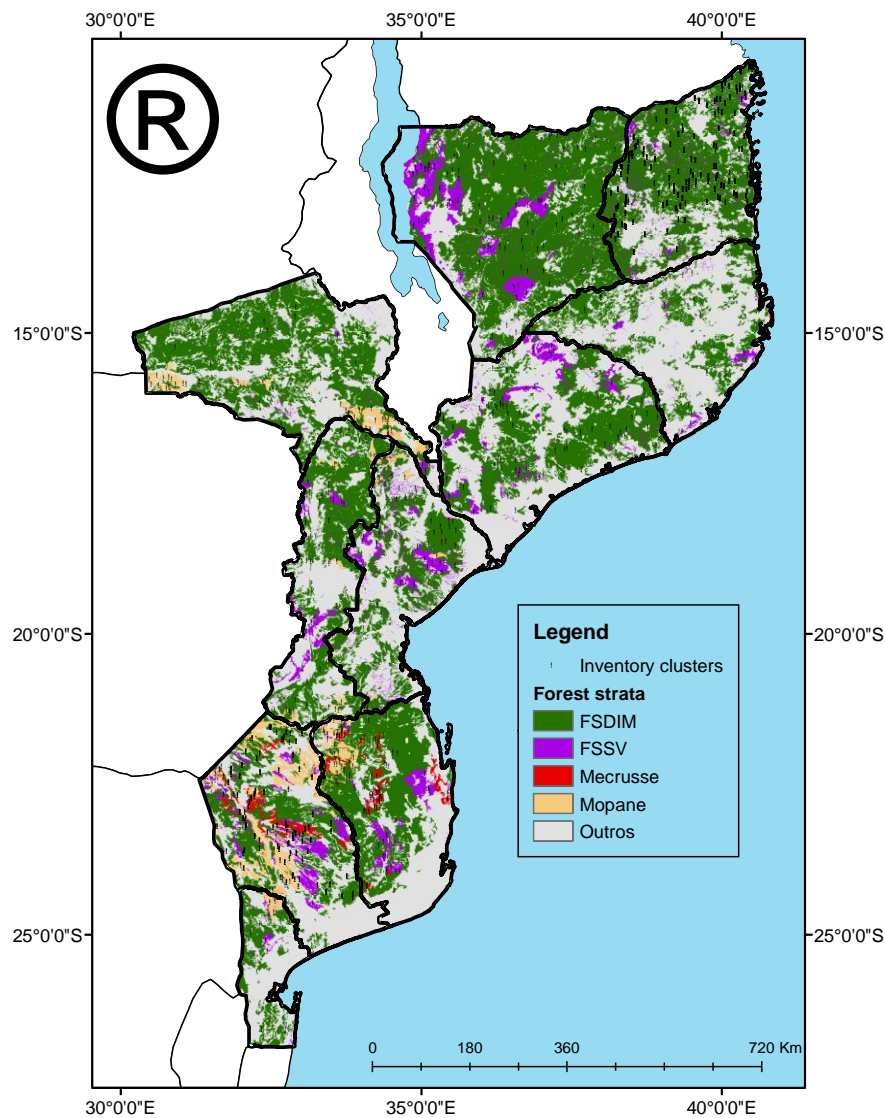 30°0'0"E 35°0'0"E 40°0'0"E
R
15°0'0"S 15°0'0"S
20°0'0"S 20°0'0"S
Legend
Inventory clusters
Forest strata
FSDIM
FSSV
Mecrusse
Mopane
Outros
25°0'0"S 25°0'0"S
0 180 360 720 Km
30°0'0"E 35°0'0"E 40°0'0"E